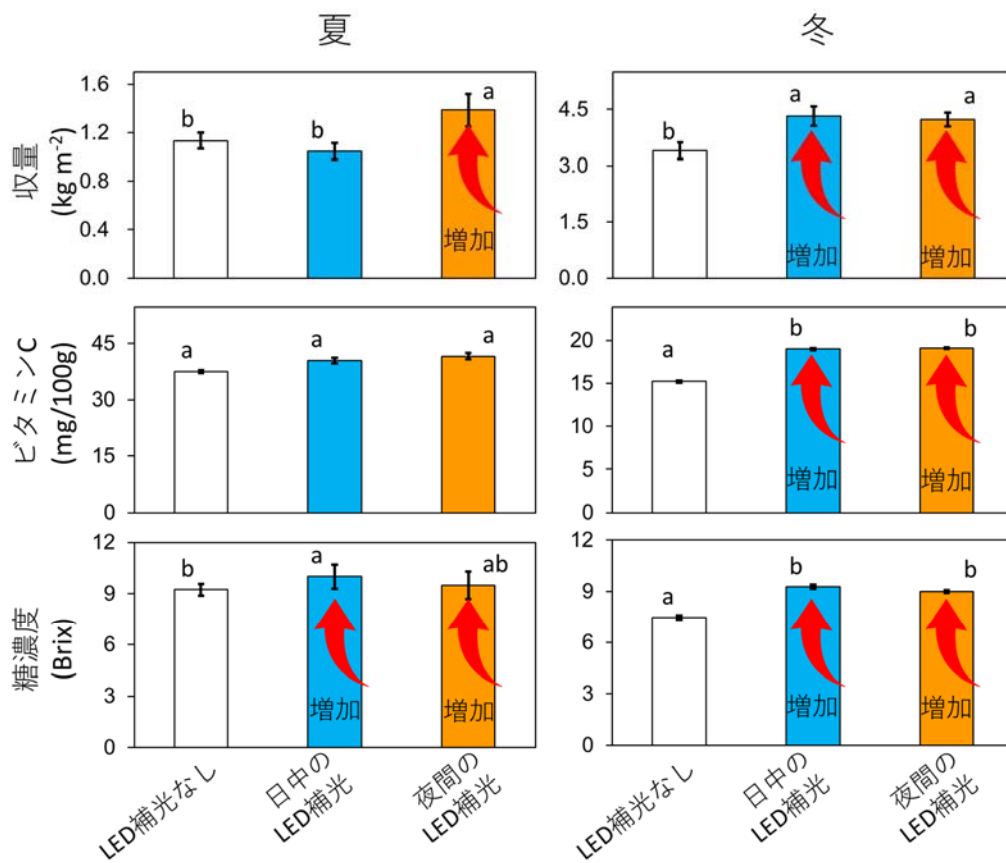 夏
冬
収量
(kg m⁻²)
1.6
1.2
0.8
0.4
0.0
b
b
a
増加
4.5
3.0
1.5
0.0
b
a
a
増加
増加
ビタミンC
(mg/100g)
45
30
15
0
a
a
a
20
15
10
5
0
a
b
b
増加
増加
糖濃度
(Brix)
12
9
6
3
0
b
a
ab
増加
増加
12
9
6
3
0
a
b
b
増加
増加
LED補光なし
日中の
LED補光
夜間の
LED補光
LED補光なし
日中の
LED補光
夜間の
LED補光